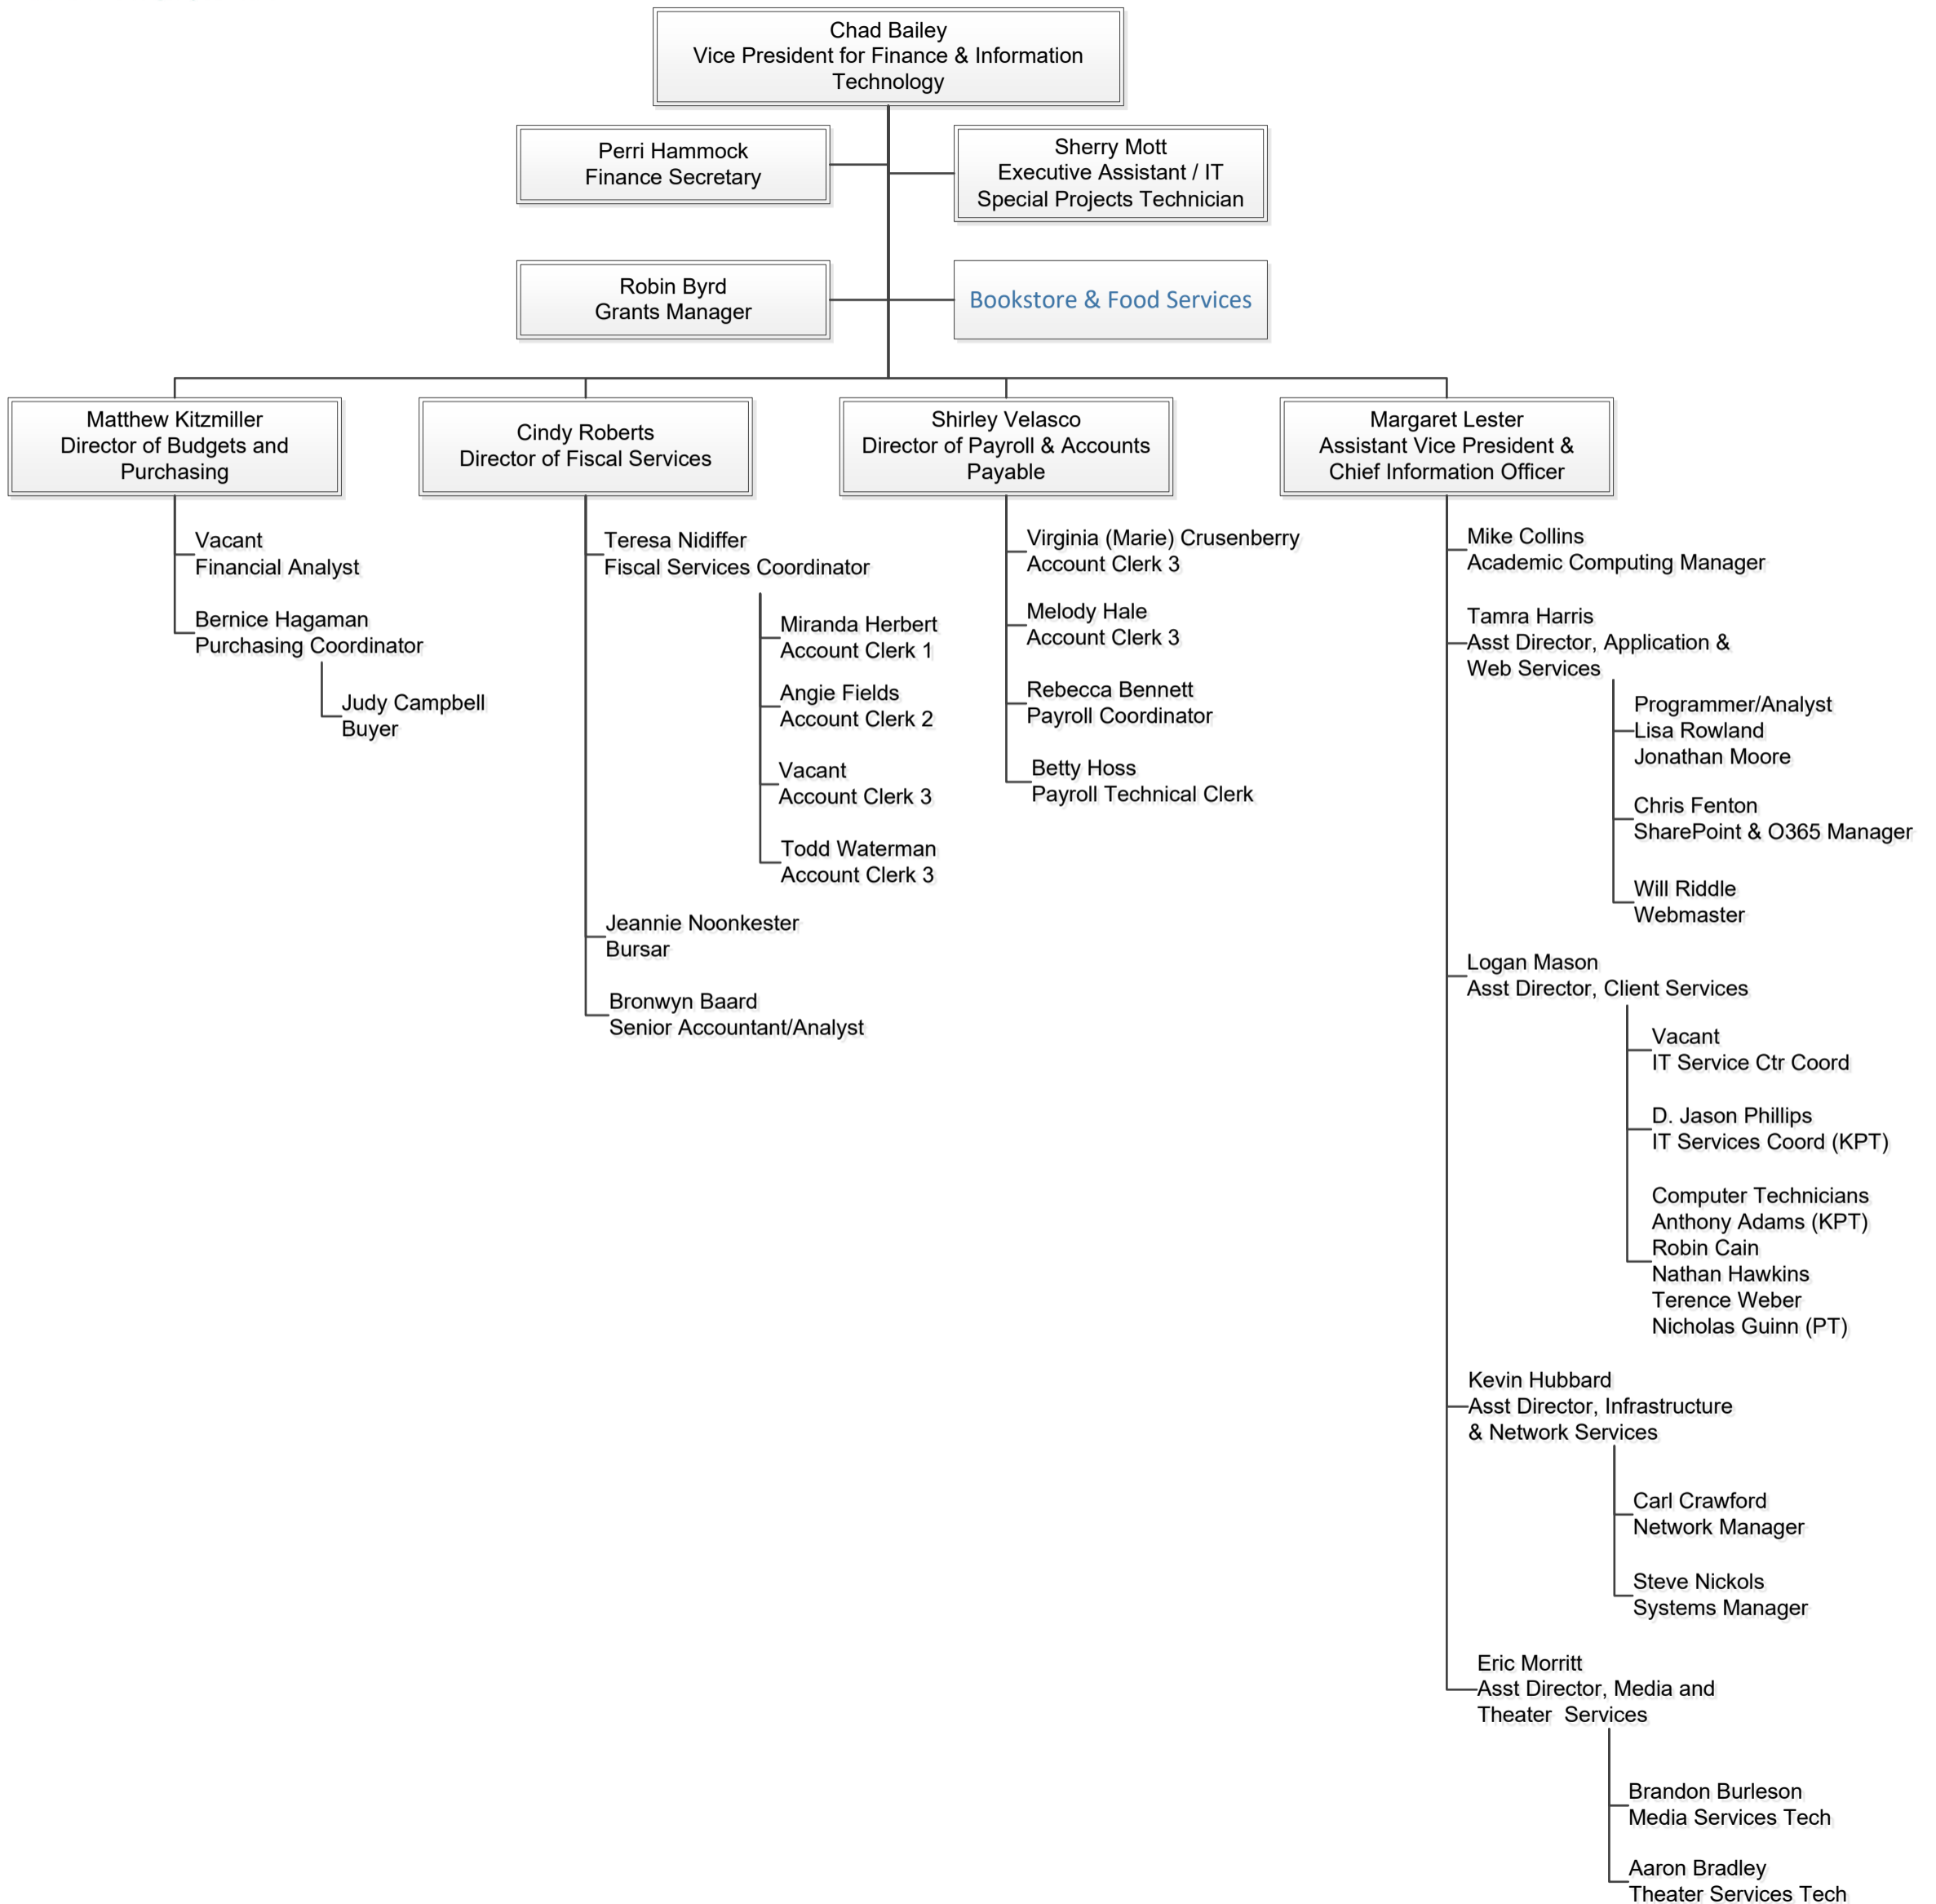 Chad Bailey
Vice President for Finance & Information
Technology
Perri Hammock
Finance Secretary
Sherry Mott
Executive Assistant / IT
Special Projects Technician
Robin Byrd
Grants Manager
Bookstore & Food Services
Matthew Kitzmiller
Director of Budgets and
Purchasing
Vacant
Financial Analyst
Bernice Hagaman
Purchasing Coordinator
Judy Campbell
Buyer
Cindy Roberts
Director of Fiscal Services
Teresa Nidiffer
Fiscal Services Coordinator
Miranda Herbert
Account Clerk 1
Angie Fields
Account Clerk 2
Vacant
Account Clerk 3
Todd Waterman
Account Clerk 3
Jeannie Noonkester
Bursar
Bronwyn Baard
Senior Accountant/Analyst
Shirley Velasco
Director of Payroll & Accounts
Payable
Virginia (Marie) Crusenberry
Account Clerk 3
Melody Hale
Account Clerk 3
Rebecca Bennett
Payroll Coordinator
Betty Hoss
Payroll Technical Clerk
Margaret Lester
Assistant Vice President &
Chief Information Officer
Mike Collins
Academic Computing Manager
Tamra Harris
Asst Director, Application &
Web Services
Programmer/Analyst
Lisa Rowland
Jonathan Moore
Chris Fenton
SharePoint & O365 Manager
Will Riddle
Webmaster
Logan Mason
Asst Director, Client Services
Vacant
IT Service Ctr Coord
D. Jason Phillips
IT Services Coord (KPT)
Computer Technicians
Anthony Adams (KPT)
Robin Cain
Nathan Hawkins
Terence Weber
Nicholas Guinn (PT)
Kevin Hubbard
Asst Director, Infrastructure
& Network Services
Carl Crawford
Network Manager
Steve Nickols
Systems Manager
Eric Morritt
Asst Director, Media and
Theater  Services
Brandon Burleson
Media Services Tech
Aaron Bradley
Theater Services Tech